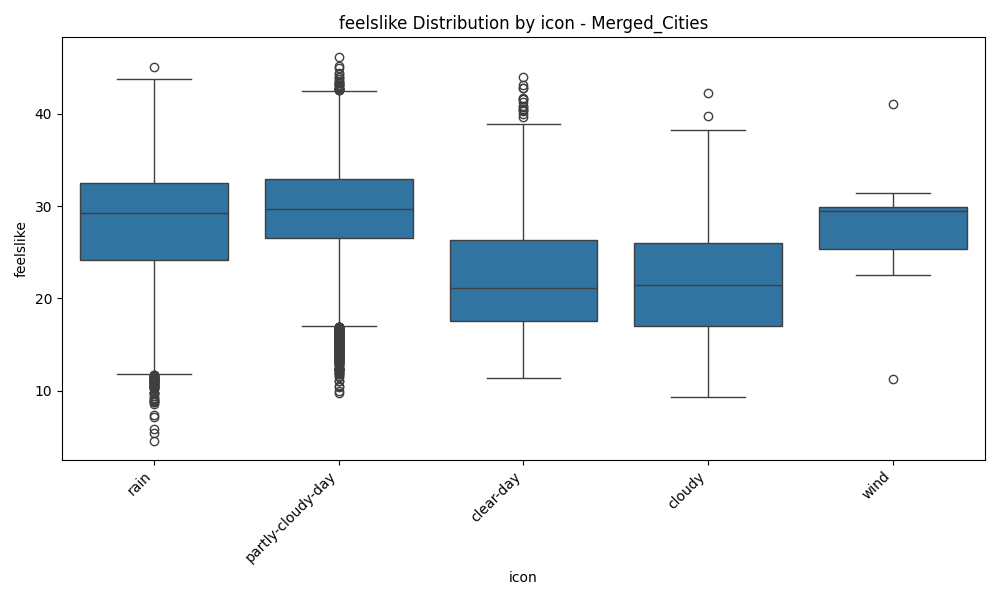 feelslike Distribution by icon - Merged_Cities
feelslike
40
30
20
10
rain
partly-cloudy-day
clear-day
cloudy
wind
icon